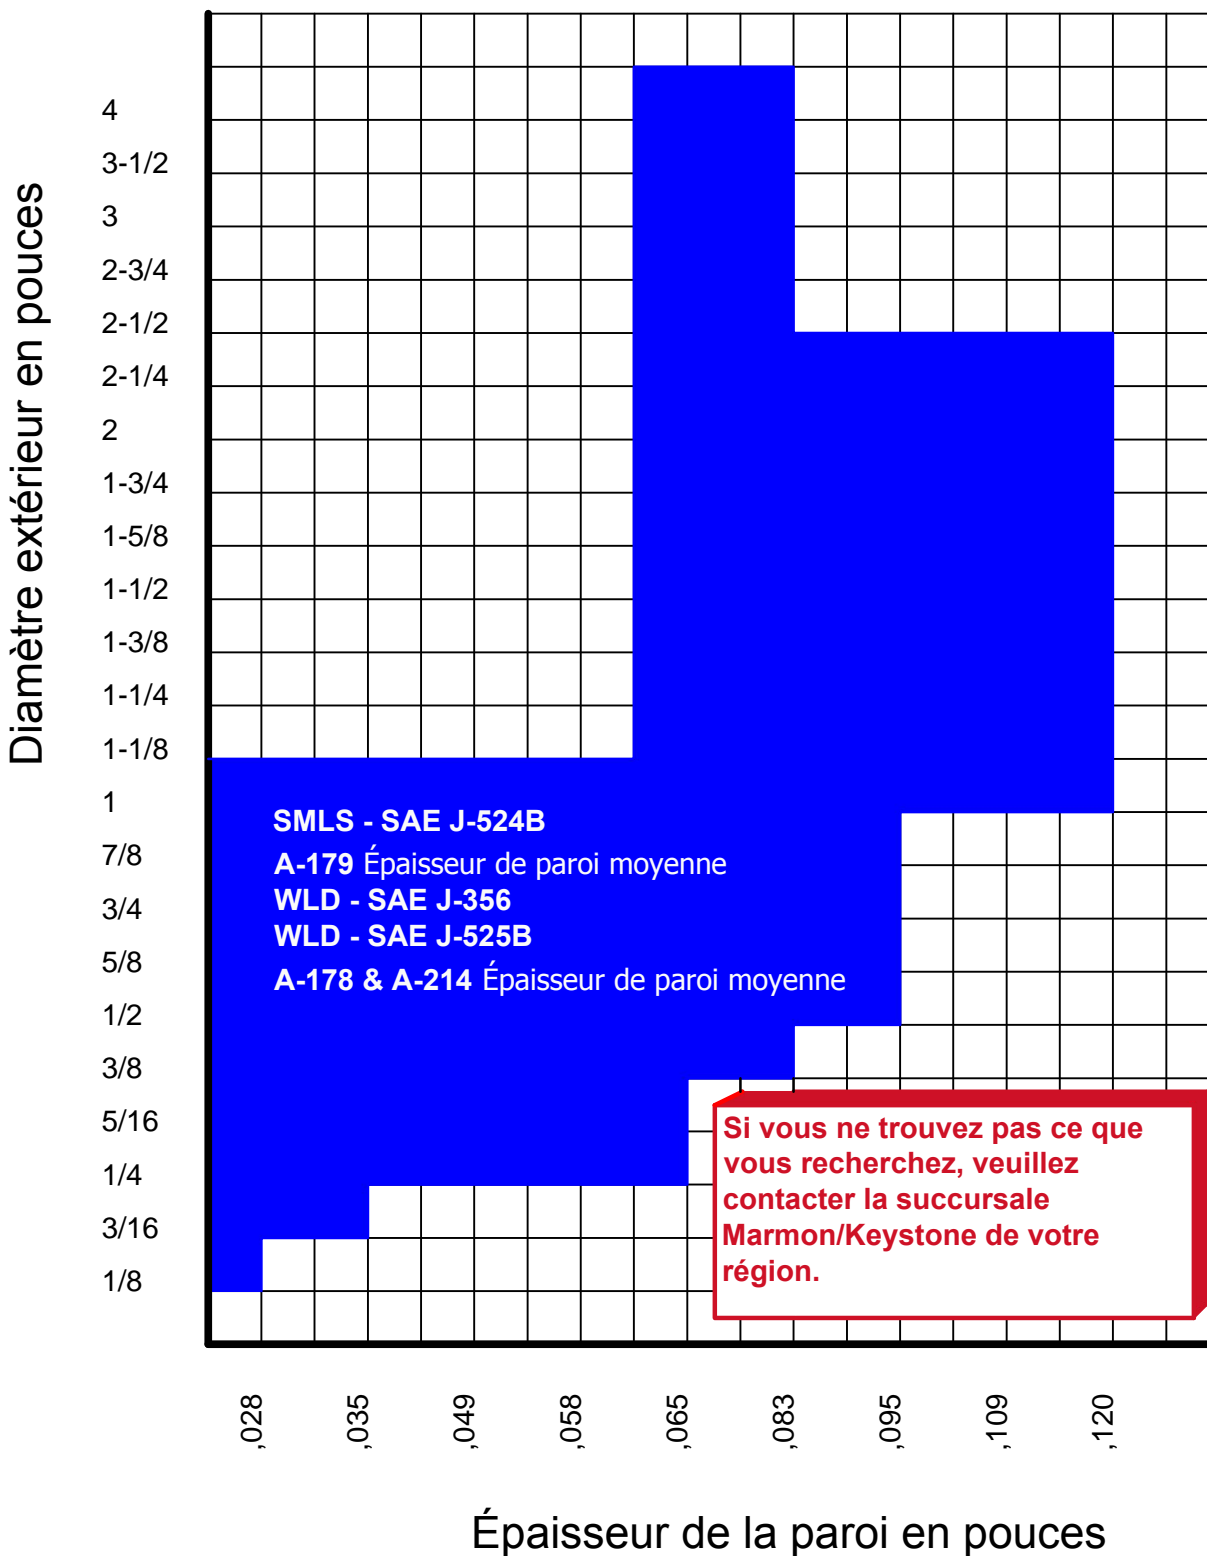 Diamètre extérieur en pouces
4
3-1/2
3
2-3/4
2-1/2
2-1/4
2
1-3/4
1-5/8
1-1/2
1-3/8
1-1/4
1-1/8
1
7/8
3/4
5/8
1/2
3/8
5/16
1/4
3/16
1/8
SMLS - SAE J-524B
A-179 Épaisseur de paroi moyenne
WLD - SAE J-356
WLD - SAE J-525B
A-178 & A-214 Épaisseur de paroi moyenne
Si vous ne trouvez pas ce que
vous recherchez, veuillez
contacter la succursale
Marmon/Keystone de votre
région.
,028
,035
,049
,058
,065
,083
,095
,109
,120
Épaisseur de la paroi en pouces